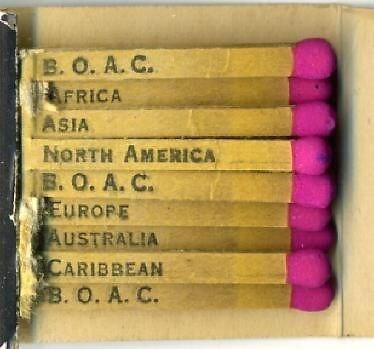 B. O. A. C.
AFRICA
ASIA
NORTH AMERICA
B. O. A. C.
EUROPE
AUSTRALIA
CARIBBEAN
B. O. A. C.